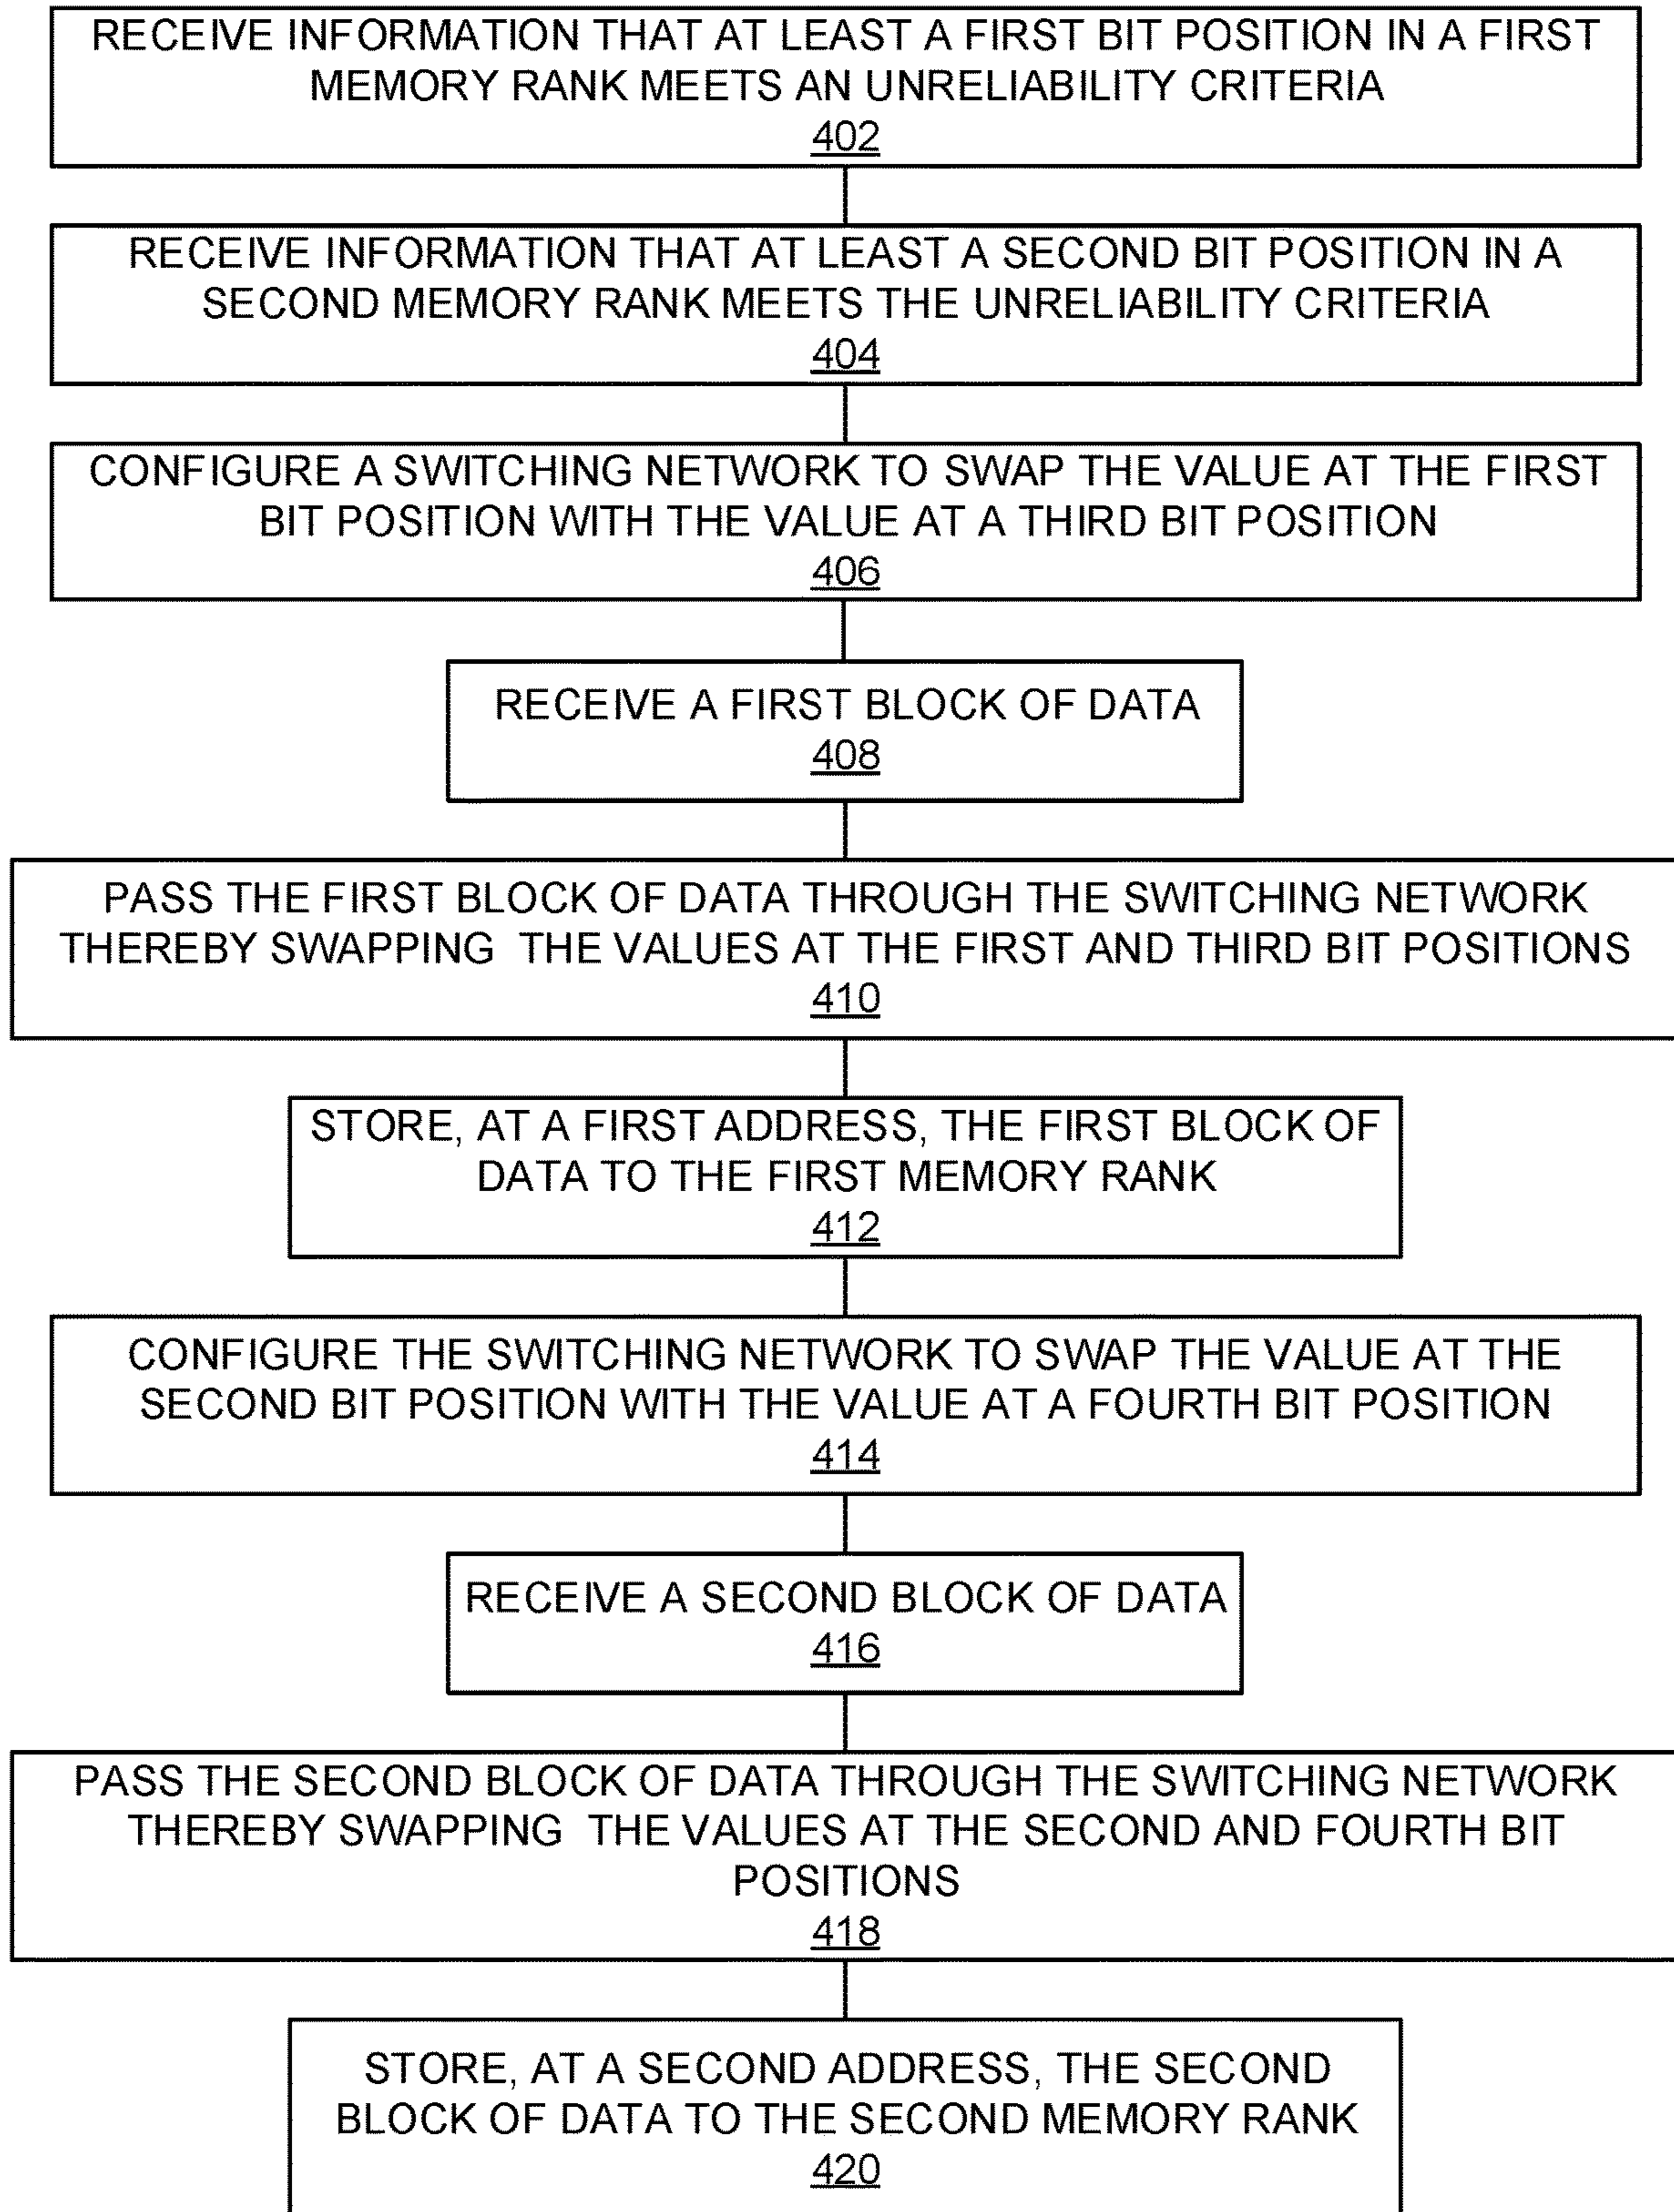 RECEIVE INFORMATION THAT AT LEAST A FIRST BIT POSITION IN A FIRST
MEMORY RANK MEETS AN UNRELIABILITY CRITERIA
402
RECEIVE INFORMATION THAT AT LEAST A SECOND BIT POSITION IN A
SECOND MEMORY RANK MEETS THE UNRELIABILITY CRITERIA
404
CONFIGURE A SWITCHING NETWORK TO SWAP THE VALUE AT THE FIRST
BIT POSITION WITH THE VALUE AT A THIRD BIT POSITION
406
RECEIVE A FIRST BLOCK OF DATA
408
PASS THE FIRST BLOCK OF DATA THROUGH THE SWITCHING NETWORK
THEREBY SWAPPING THE VALUES AT THE FIRST AND THIRD BIT POSITIONS
410
STORE, AT A FIRST ADDRESS, THE FIRST BLOCK OF
DATA TO THE FIRST MEMORY RANK
412
CONFIGURE THE SWITCHING NETWORK TO SWAP THE VALUE AT THE
SECOND BIT POSITION WITH THE VALUE AT A FOURTH BIT POSITION
414
RECEIVE A SECOND BLOCK OF DATA
416
PASS THE SECOND BLOCK OF DATA THROUGH THE SWITCHING NETWORK
THEREBY SWAPPING THE VALUES AT THE SECOND AND FOURTH BIT
POSITIONS
418
STORE, AT A SECOND ADDRESS, THE SECOND
BLOCK OF DATA TO THE SECOND MEMORY RANK
420